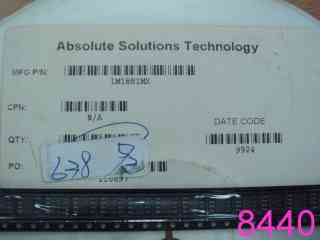 Absolute Solutions Technology
MFG P/N:
LM1881MX
CPN:
N/A
DATE CODE
QTY:
9924
678
PO:
8440